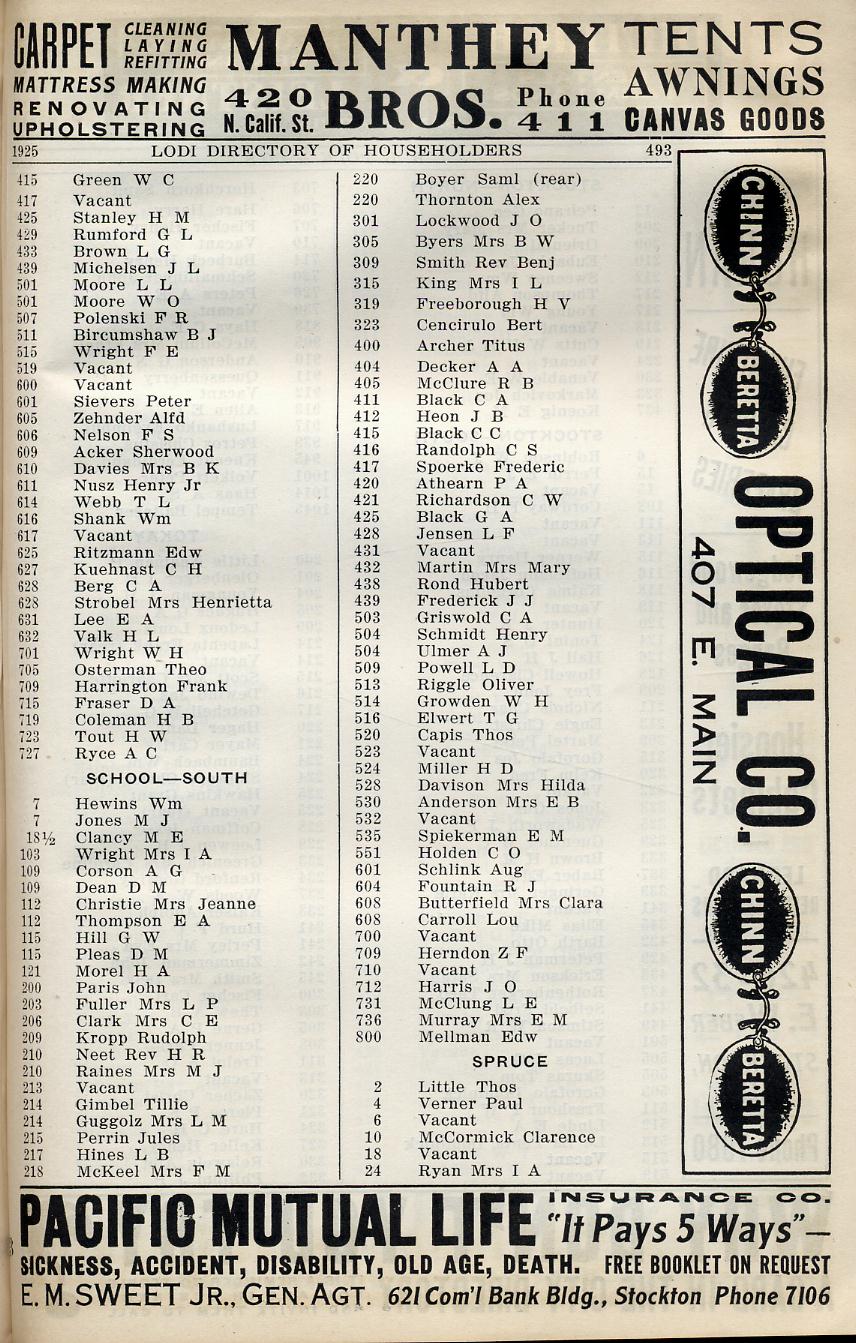 CARPET CLEANING LAYING REFITTING
MATTRESS MAKING
RENOVATING
UPHOLSTERING
MANTHEY
420 N. Calif. St. BROS. Phone 411
TENTS
AWNINGS
CANVAS GOODS
1925 LODI DIRECTORY OF HOUSEHOLDERS 493
415 Green W C
417 Vacant
425 Stanley H M
429 Rumford G L
433 Brown L G
439 Michelsen J L
501 Moore L L
501 Moore W O
507 Polenski F R
511 Bircumshaw B J
515 Wright F E
519 Vacant
600 Vacant
601 Sievers Peter
605 Zehnder Alfd
606 Nelson F S
609 Acker Sherwood
610 Davies Mrs B K
611 Nusz Henry Jr
614 Webb T L
616 Shank Wm
617 Vacant
625 Ritzmann Edw
627 Kuehnast C H
628 Berg C A
628 Strobel Mrs Henrietta
631 Lee E A
632 Valk H L
701 Wright W H
705 Osterman Theo
709 Harrington Frank
715 Fraser D A
719 Coleman H B
723 Tout H W
727 Ryce A C
SCHOOL—SOUTH
7 Hewins Wm
7 Jones M J
18½ Clancy M E
103 Wright Mrs I A
109 Corson A G
109 Dean D M
112 Christie Mrs Jeanne
112 Thompson E A
115 Hill G W
115 Pleas D M
121 Morel H A
200 Paris John
203 Fuller Mrs L P
206 Clark Mrs C E
209 Kropp Rudolph
210 Neet Rev H R
210 Raines Mrs M J
213 Vacant
214 Gimbel Tillie
214 Guggolz Mrs L M
215 Perrin Jules
217 Hines L B
218 McKeel Mrs F M
220 Boyer Saml (rear)
220 Thornton Alex
301 Lockwood J O
305 Byers Mrs B W
309 Smith Rev Benj
315 King Mrs I L
319 Freeborough H V
323 Cencirulo Bert
400 Archer Titus
404 Decker A A
405 McClure R B
411 Black C A
412 Heon J B
415 Black C C
416 Randolph C S
417 Spoerke Frederic
420 Athearn P A
421 Richardson C W
425 Black G A
428 Jensen L F
431 Vacant
432 Martin Mrs Mary
438 Rond Hubert
439 Frederick J J
503 Griswold C A
504 Schmidt Henry
504 Ulmer A J
509 Powell L D
513 Riggle Oliver
514 Growden W H
516 Elwert T G
520 Capis Thos
523 Vacant
524 Miller H D
528 Davison Mrs Hilda
530 Anderson Mrs E B
532 Vacant
535 Spiekerman E M
551 Holden C O
601 Schlink Aug
604 Fountain R J
608 Butterfield Mrs Clara
608 Carroll Lou
700 Vacant
709 Herndon Z F
710 Vacant
712 Harris J O
731 McClung L E
736 Murray Mrs E M
800 Mellman Edw
SPRUCE
2 Little Thos
4 Verner Paul
6 Vacant
10 McCormick Clarence
18 Vacant
24 Ryan Mrs I A
CHINN BERETTA
OPTICAL CO.
407 E. MAIN
CHINN BERETTA
PACIFIC MUTUAL LIFE INSURANCE CO.
"It Pays 5 Ways"—
SICKNESS, ACCIDENT, DISABILITY, OLD AGE, DEATH. FREE BOOKLET ON REQUEST
E. M. SWEET JR., GEN. AGT. 621 Com'l Bank Bldg., Stockton Phone 7106